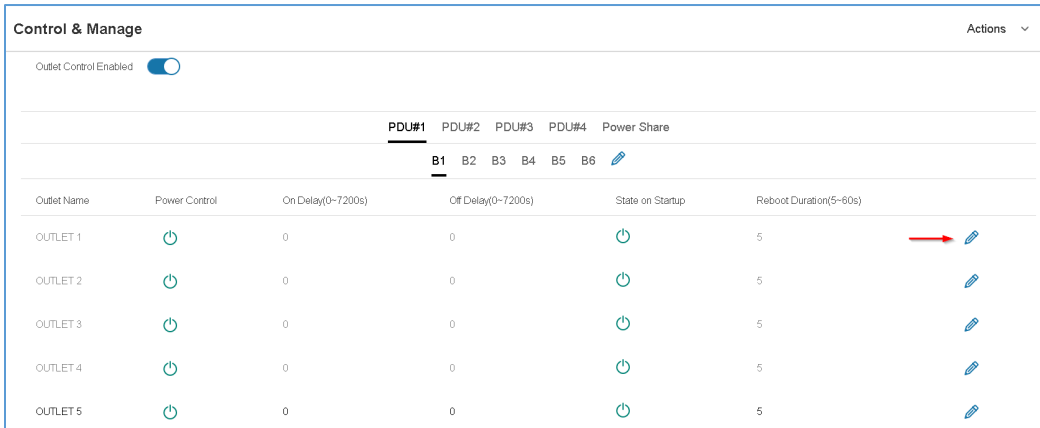 Control & Manage Actions
Outlet Control Enabled
PDU#1 PDU#2 PDU#3 PDU#4 Power Share
B1 B2 B3 B4 B5 B6
Outlet Name Power Control On Delay(0~7200s) Off Delay(0~7200s) State on Startup Reboot Duration(5~60s)
OUTLET 1 0 0 5
OUTLET 2 0 0 5
OUTLET 3 0 0 5
OUTLET 4 0 0 5
OUTLET 5 0 0 5